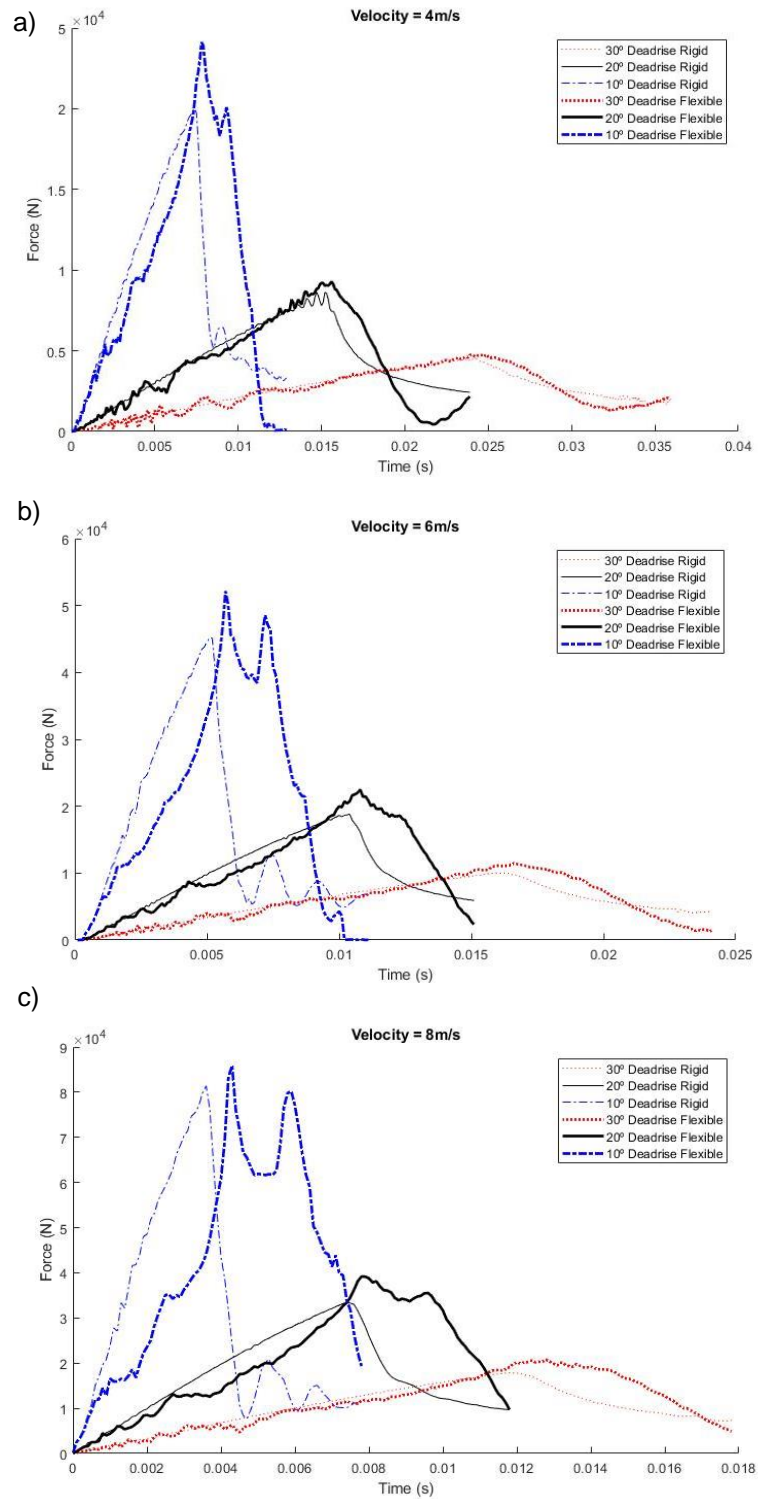 a)
Velocity = 4m/s
×10⁴
5
2
1.5
1
0.5
0
Force (N)
30º Deadrise Rigid
20º Deadrise Rigid
10º Deadrise Rigid
30º Deadrise Flexible
20º Deadrise Flexible
10º Deadrise Flexible
0 0.005 0.01 0.015 0.02 0.025 0.03 0.035 0.04
Time (s)
b)
Velocity = 6m/s
×10⁴
6
5
4
3
2
1
0
Force (N)
30º Deadrise Rigid
20º Deadrise Rigid
10º Deadrise Rigid
30º Deadrise Flexible
20º Deadrise Flexible
10º Deadrise Flexible
0 0.005 0.01 0.015 0.02 0.025
Time (s)
c)
Velocity = 8m/s
×10⁴
9
8
7
6
5
4
3
2
1
0
Force (N)
30º Deadrise Rigid
20º Deadrise Rigid
10º Deadrise Rigid
30º Deadrise Flexible
20º Deadrise Flexible
10º Deadrise Flexible
0 0.002 0.004 0.006 0.008 0.01 0.012 0.014 0.016 0.018
Time (s)